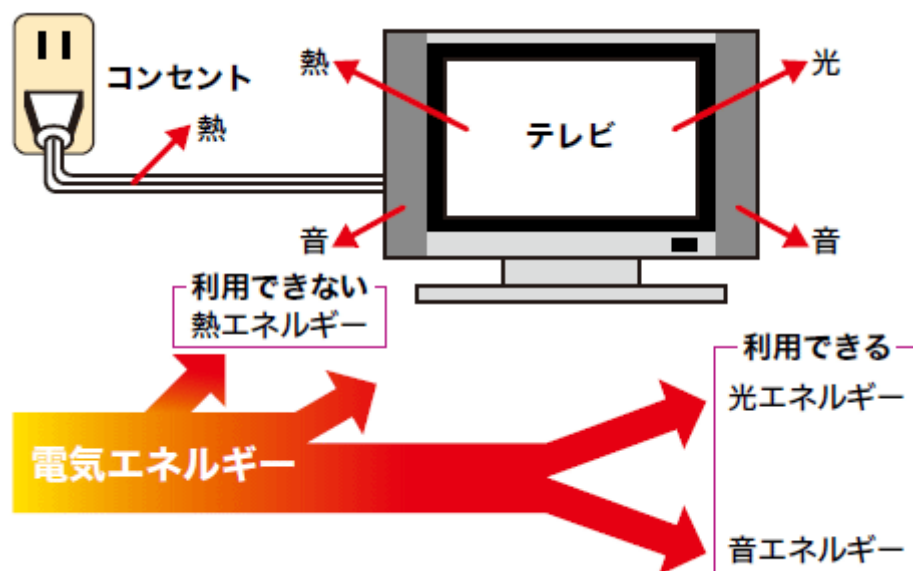 コンセント
熱
熱
光
テレビ
音
音
利用できない
熱エネルギー
利用できる
光エネルギー
電気エネルギー
音エネルギー